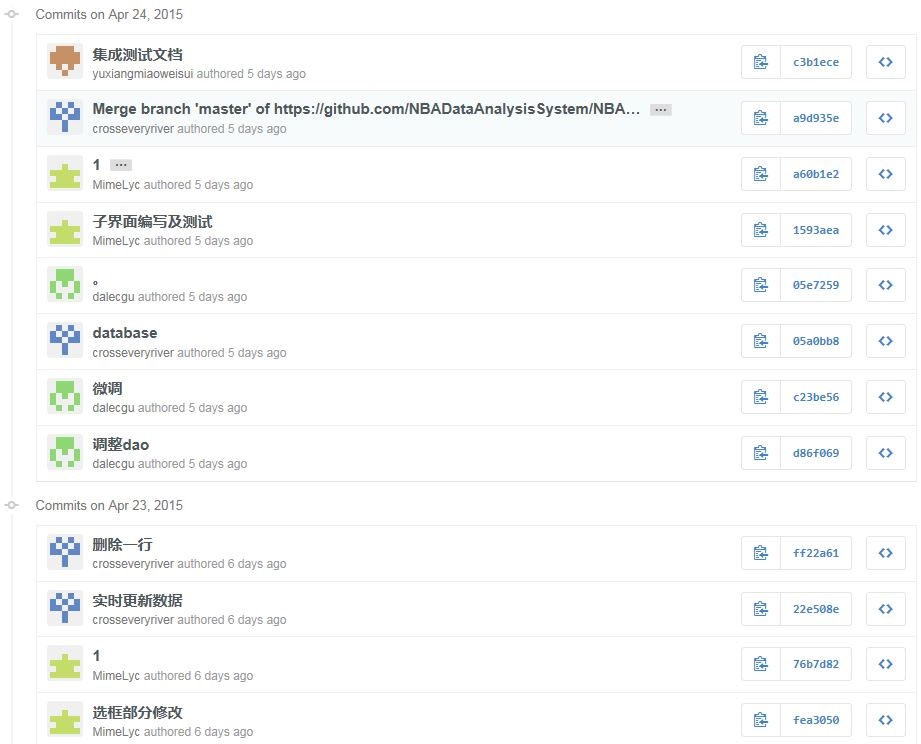 Commits on Apr 24, 2015
集成测试文档
yuxiangmiaoweisui authored 5 days ago
c3b1ece
Merge branch 'master' of https://github.com/NBADataAnalysisSystem/NBA… …
crosseveryriver authored 5 days ago
a9d935e
1 …
MimeLyc authored 5 days ago
a60b1e2
子界面编写及测试
MimeLyc authored 5 days ago
1593aea
。
dalecgu authored 5 days ago
05e7259
database
crosseveryriver authored 5 days ago
05a0bb8
微调
dalecgu authored 5 days ago
c23be56
调整dao
dalecgu authored 5 days ago
d86f069
Commits on Apr 23, 2015
删除一行
crosseveryriver authored 6 days ago
ff22a61
实时更新数据
crosseveryriver authored 6 days ago
22e508e
1
MimeLyc authored 6 days ago
76b7d82
选框部分修改
MimeLyc authored 6 days ago
fea3050